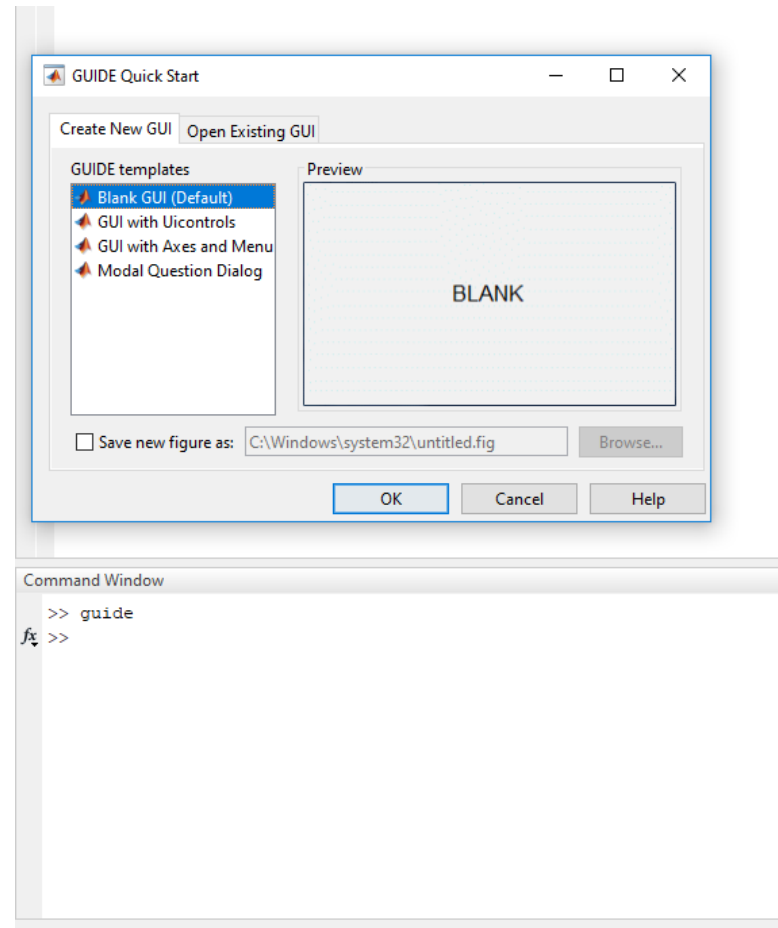 GUIDE Quick Start
Create New GUI Open Existing GUI
GUIDE templates
Blank GUI (Default)
GUI with Uicontrols
GUI with Axes and Menu
Modal Question Dialog
Preview
BLANK
Save new figure as: C:\Windows\system32\untitled.fig Browse...
OK Cancel Help
Command Window
>> guide
fx >>